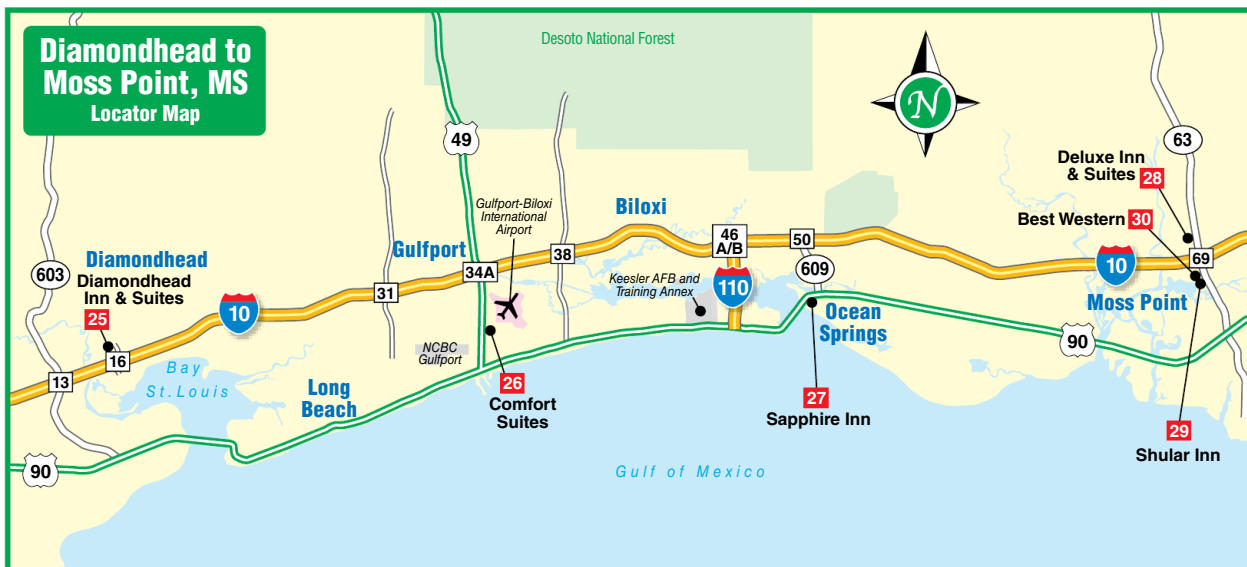 Diamondhead to
Moss Point, MS
Locator Map
Desoto National Forest
N
49
63
Deluxe Inn
& Suites 28
Gulfport-Biloxi
International
Airport
Biloxi
Best Western 30
46
A/B
50
38
Gulfport
34A
69
603
Diamondhead
Diamondhead
Inn & Suites
25
10
31
Keesler AFB and
Training Annex
110
609
10
Moss Point
Ocean
Springs
90
16
13
Bay
St. Louis
NCBC
Gulfport
Long
Beach
26
Comfort
Suites
27
Sapphire Inn
29
Shular Inn
90
Gulf of Mexico